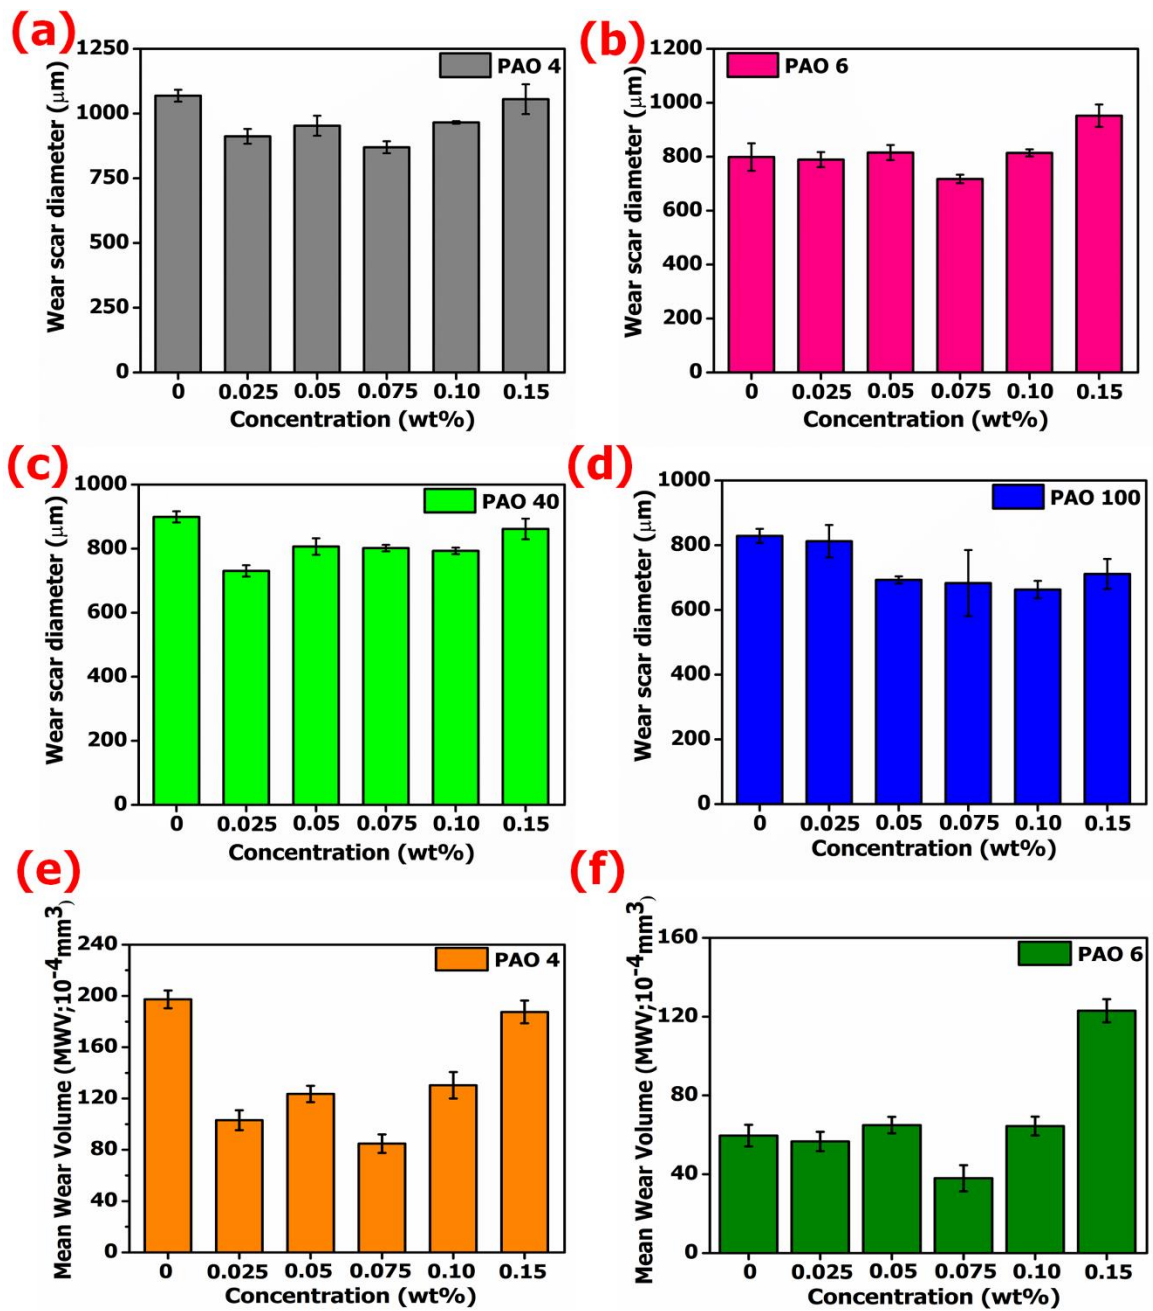 (a)
1250
1000
750
500
250
0
Wear scar diameter (μm)
PAO 4
0 0.025 0.05 0.075 0.10 0.15
Concentration (wt%)
(b)
1200
1000
800
600
400
200
0
Wear scar diameter (μm)
PAO 6
0 0.025 0.05 0.075 0.10 0.15
Concentration (wt%)
(c)
1000
800
600
400
200
0
Wear scar diameter (μm)
PAO 40
0 0.025 0.05 0.075 0.10 0.15
Concentration (wt%)
(d)
1000
800
600
400
200
0
Wear scar diameter (μm)
PAO 100
0 0.025 0.05 0.075 0.10 0.15
Concentration (wt%)
(e)
240
200
160
120
80
40
0
Mean Wear Volume (MWV;10⁻⁴mm³)
PAO 4
0 0.025 0.05 0.075 0.10 0.15
Concentration (wt%)
(f)
160
120
80
40
0
Mean Wear Volume (MWV;10⁻⁴mm³)
PAO 6
0 0.025 0.05 0.075 0.10 0.15
Concentration (wt%)